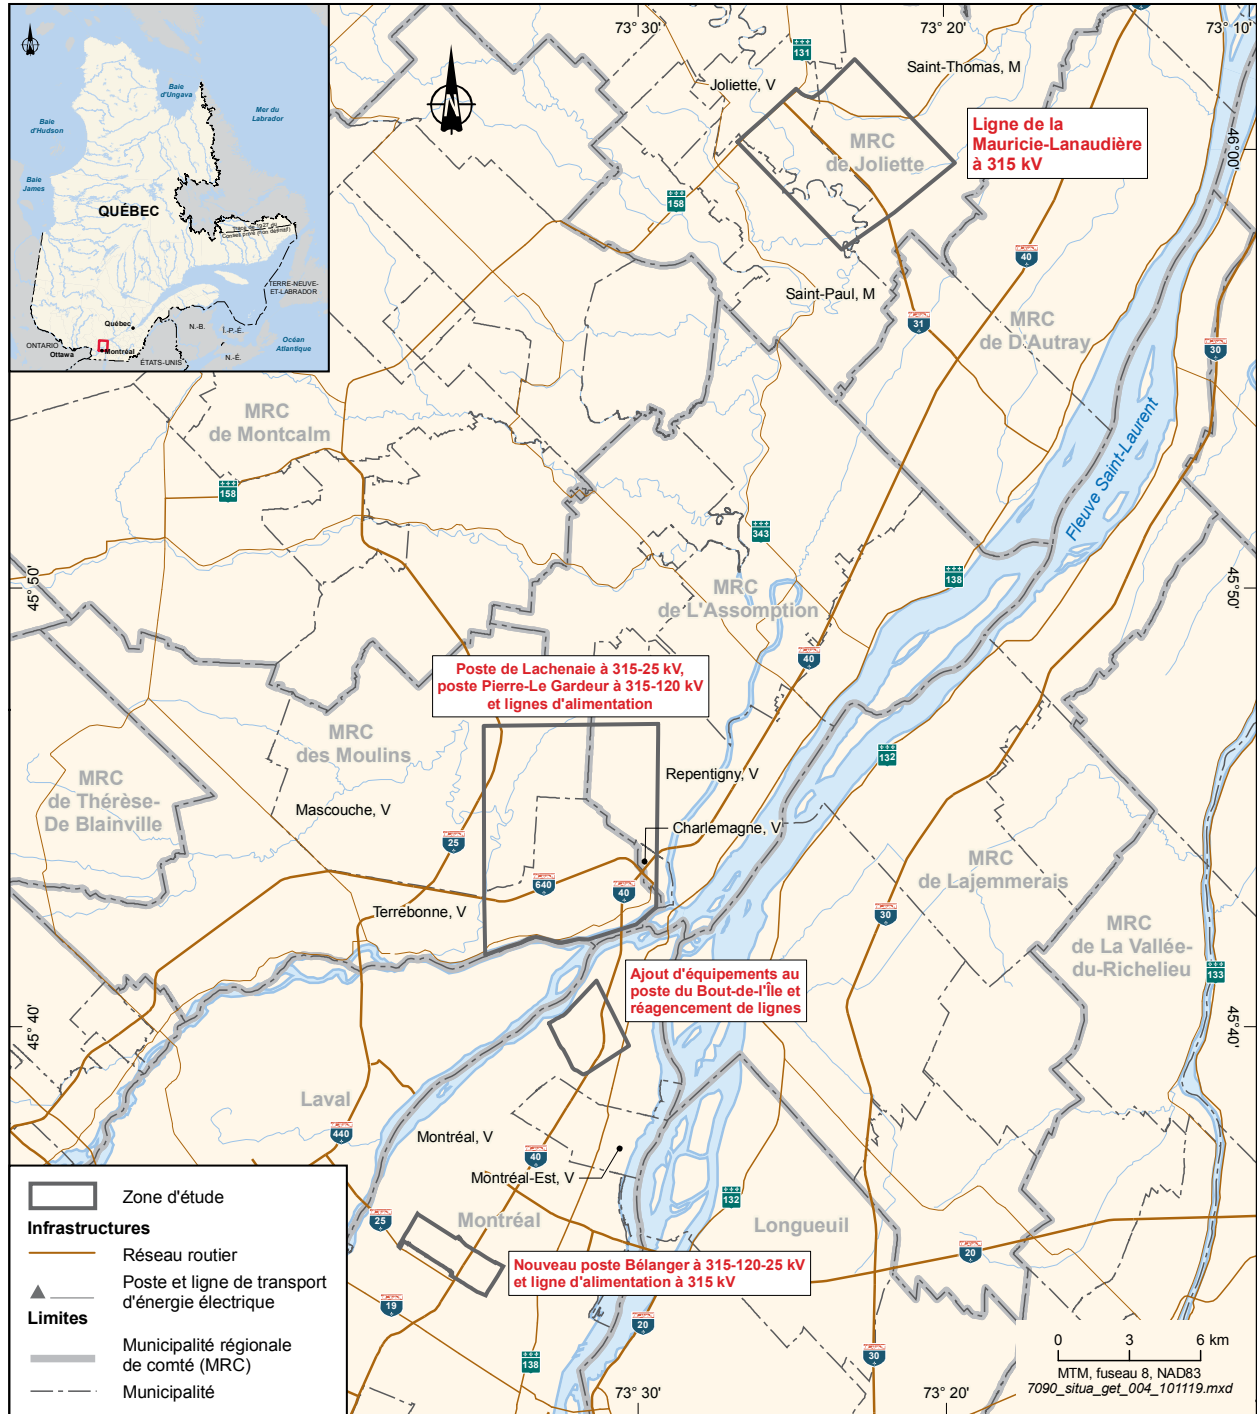 73° 30'
73° 20'
73° 10'
Baie
d'Ungava
Mer du
Labrador
Baie
d'Hudson
Baie
James
QUÉBEC
Tracé de 1927 du
Conseil privé (non définitif)
TERRE-NEUVE-
ET-LABRADOR
Québec
N.-B.
Î.-P.-É.
ONTARIO
Ottawa
Montréal
ÉTATS-UNIS
N.-É.
Océan
Atlantique
N
131
Joliette, V
Saint-Thomas, M
Ligne de la
Mauricie-Lanaudière
à 315 kV
MRC
de Joliette
46° 00'
158
40
Saint-Paul, M
31
MRC
de D'Autray
30
MRC
de Montcalm
158
Fleuve Saint-Laurent
343
138
45° 50'
45° 50'
MRC
de L'Assomption
40
Poste de Lachenaie à 315-25 kV,
poste Pierre-Le Gardeur à 315-120 kV
et lignes d'alimentation
MRC
des Moulins
132
MRC
de Thérèse-
De Blainville
Repentigny, V
Mascouche, V
Charlemagne, V
25
640
40
MRC
de Lajemmerais
Terrebonne, V
30
MRC
de La Vallée-
du-Richelieu
133
Ajout d'équipements au
poste du Bout-de-l'Île et
réagencement de lignes
45° 40'
45° 40'
Laval
440
Montréal, V
40
Montréal-Est, V
132
25
Montréal
Longueuil
20
Nouveau poste Bélanger à 315-120-25 kV
et ligne d'alimentation à 315 kV
19
20
138
30
Zone d'étude
Infrastructures
Réseau routier
Poste et ligne de transport
d'énergie électrique
Limites
Municipalité régionale
de comté (MRC)
Municipalité
0 3 6 km
MTM, fuseau 8, NAD83
7090_situa_get_004_101119.mxd
73° 30'
73° 20'